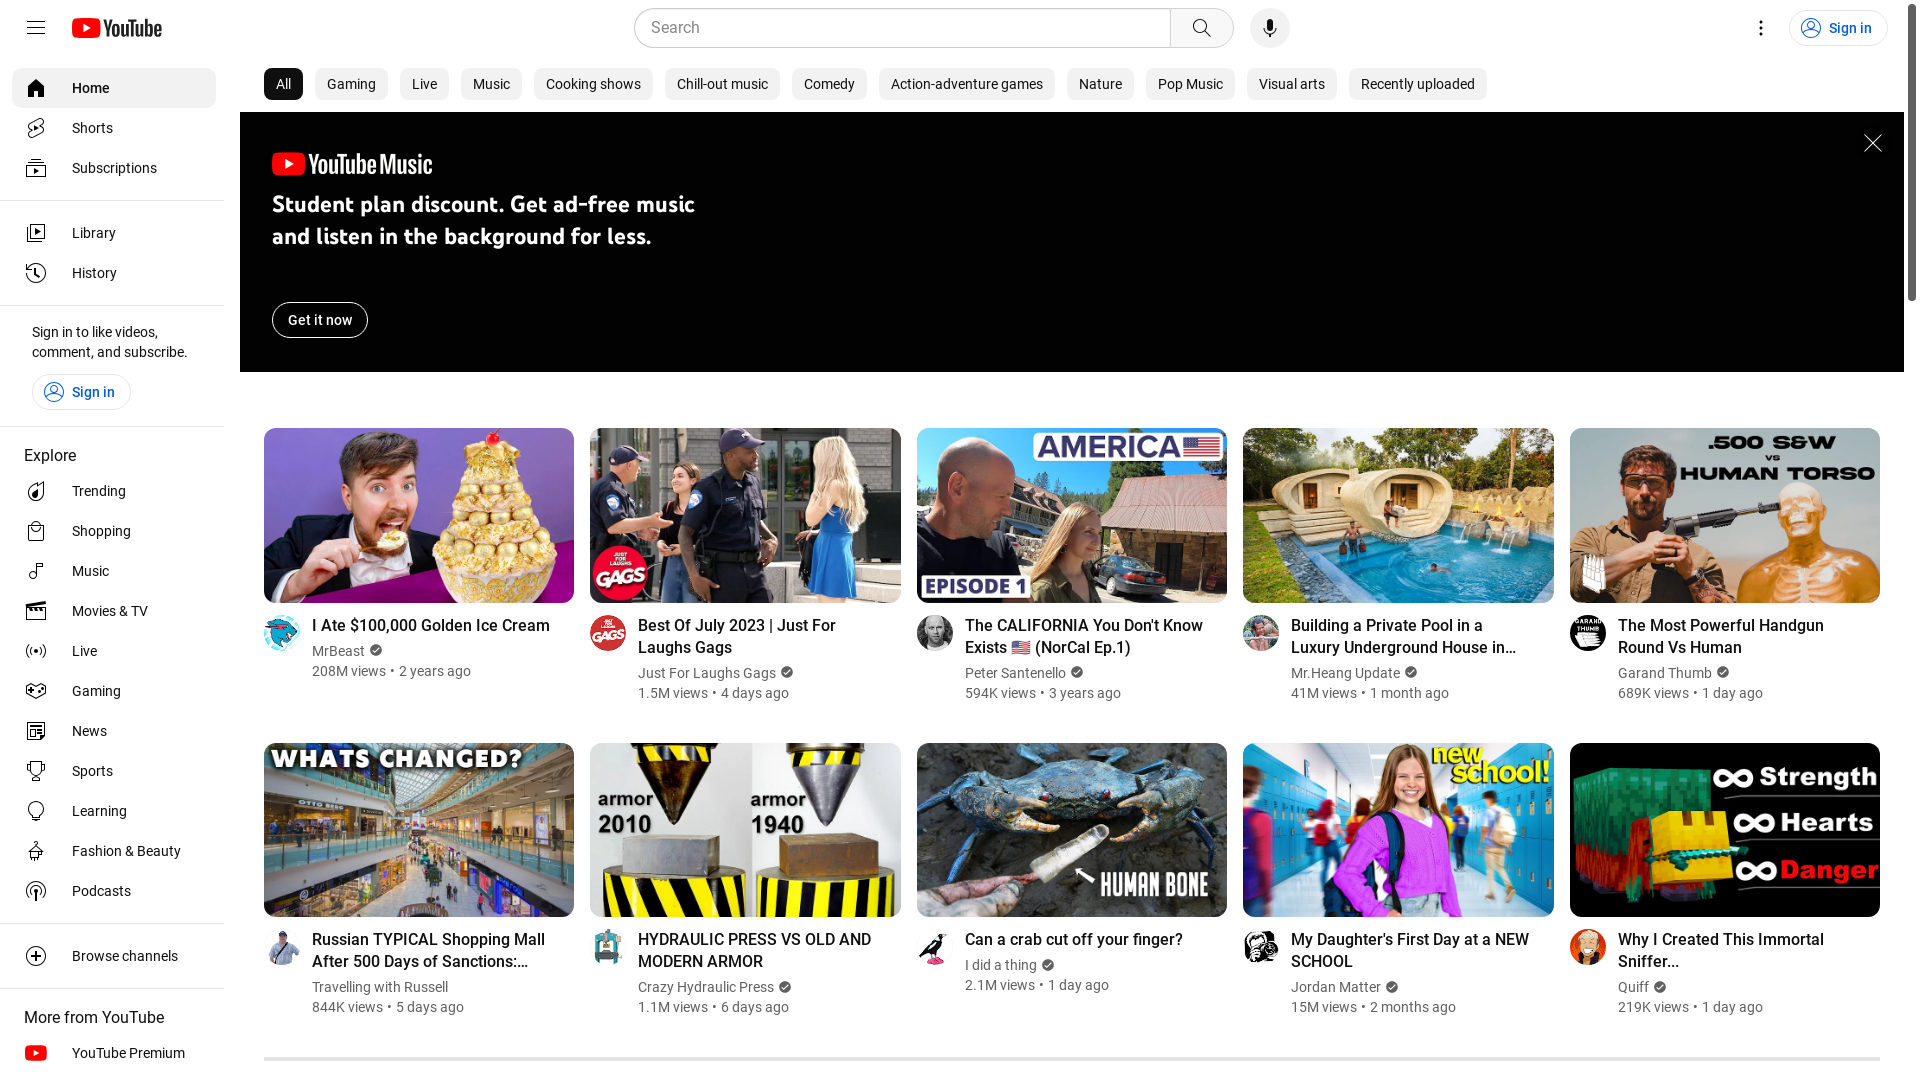 YouTube
Search
Sign in
Home
Shorts
Subscriptions
Library
History
Sign in to like videos,
comment, and subscribe.
Sign in
Explore
Trending
Shopping
Music
Movies & TV
Live
Gaming
News
Sports
Learning
Fashion & Beauty
Podcasts
Browse channels
More from YouTube
YouTube Premium
All
Gaming
Live
Music
Cooking shows
Chill-out music
Comedy
Action-adventure games
Nature
Pop Music
Visual arts
Recently uploaded
YouTube Music
Student plan discount. Get ad-free music
and listen in the background for less.
Get it now
I Ate $100,000 Golden Ice Cream
MrBeast
208M views • 2 years ago
JUST
FOR
LAUGHS
GAGS
GAGS
Best Of July 2023 | Just For
Laughs Gags
Just For Laughs Gags
1.5M views • 4 days ago
AMERICA
EPISODE 1
The CALIFORNIA You Don't Know
Exists 🇺🇸 (NorCal Ep.1)
Peter Santenello
594K views • 3 years ago
Building a Private Pool in a
Luxury Underground House in...
Mr.Heang Update
41M views • 1 month ago
.500 S&W
VS
HUMAN TORSO
GARAND
THUMB
The Most Powerful Handgun
Round Vs Human
Garand Thumb
689K views • 1 day ago
WHATS CHANGED?
Russian TYPICAL Shopping Mall
After 500 Days of Sanctions:...
Travelling with Russell
844K views • 5 days ago
armor
2010
armor
1940
HYDRAULIC PRESS VS OLD AND
MODERN ARMOR
Crazy Hydraulic Press
1.1M views • 6 days ago
HUMAN BONE
Can a crab cut off your finger?
I did a thing
2.1M views • 1 day ago
new
school!
My Daughter's First Day at a NEW
SCHOOL
Jordan Matter
15M views • 2 months ago
∞ Strength
∞ Hearts
∞ Danger
Why I Created This Immortal
Sniffer...
Quiff
219K views • 1 day ago